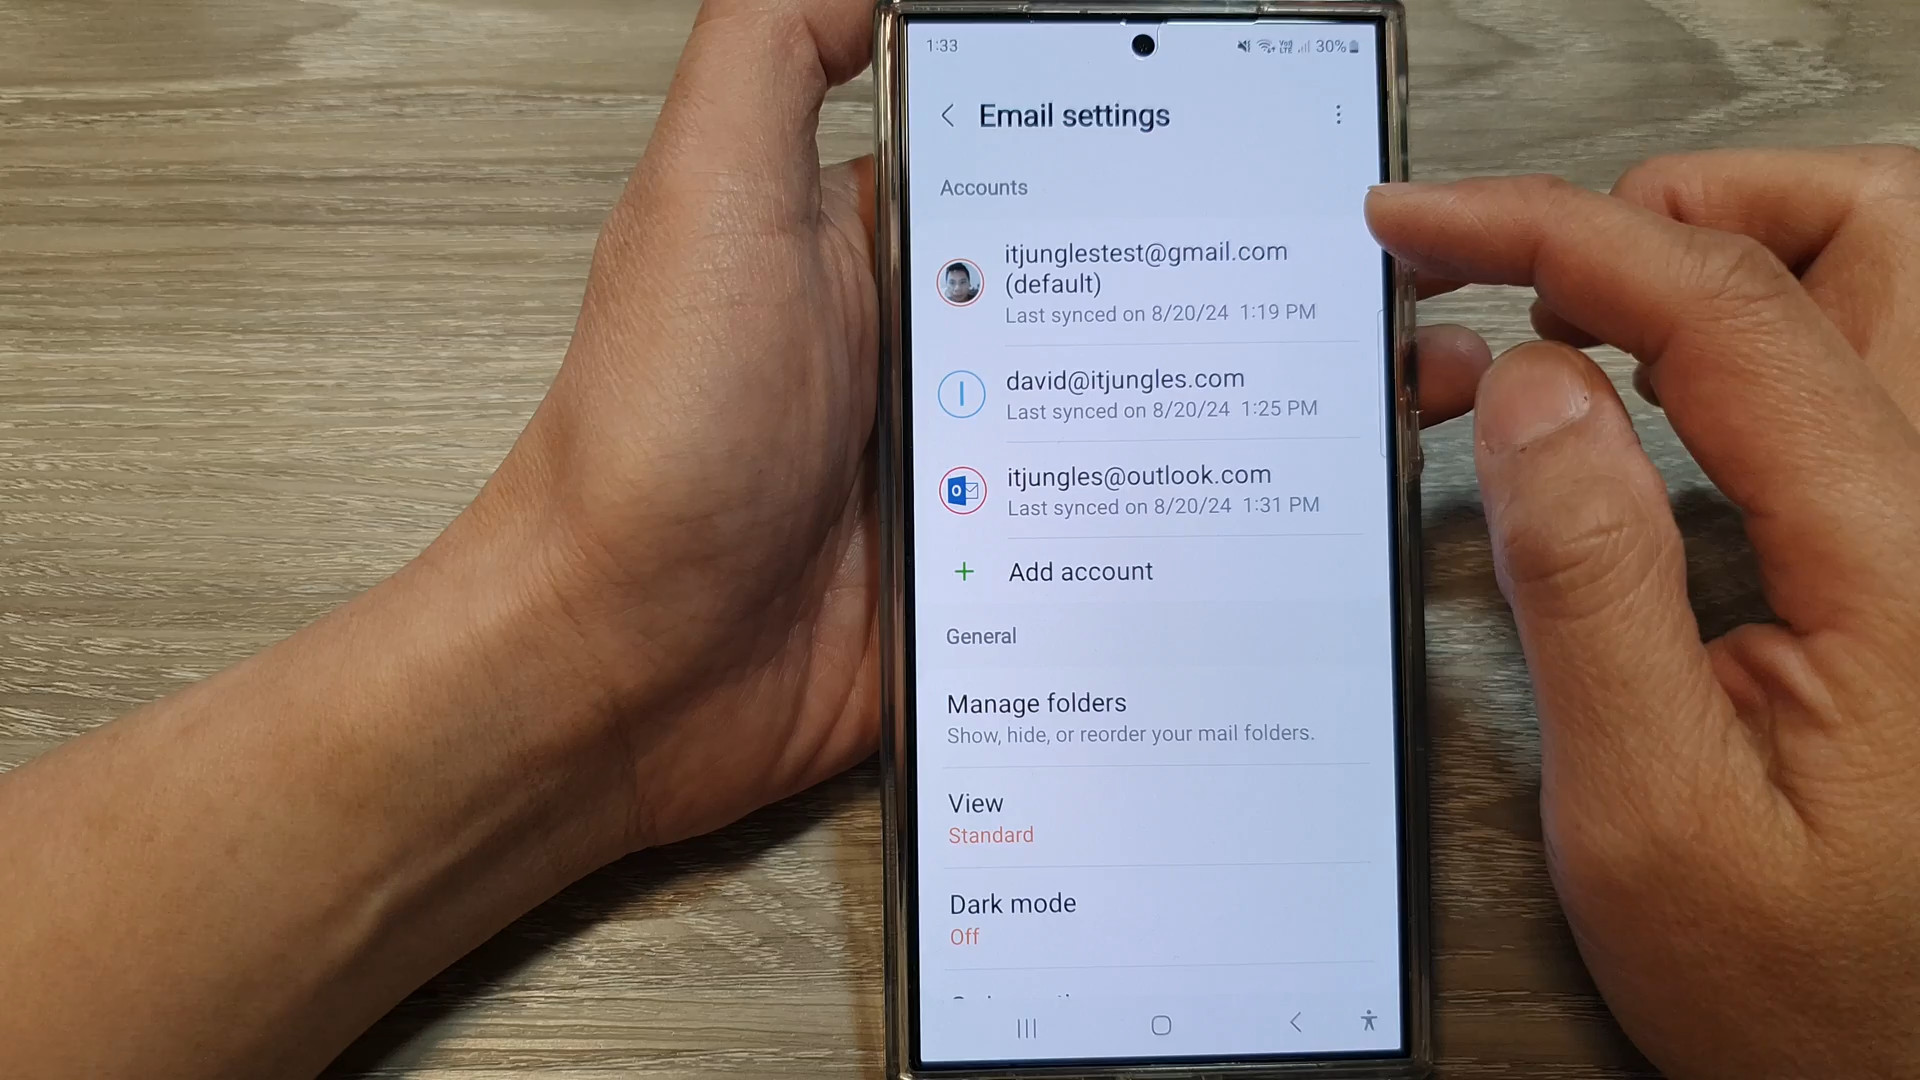 1:33
Vo) LTE 30%
Email settings
Accounts
itjunglestest@gmail.com
(default)
Last synced on 8/20/24 1:19 PM
I
david@itjungles.com
Last synced on 8/20/24 1:25 PM
O
itjungles@outlook.com
Last synced on 8/20/24 1:31 PM
+ Add account
General
Manage folders
Show, hide, or reorder your mail folders.
View
Standard
Dark mode
Off